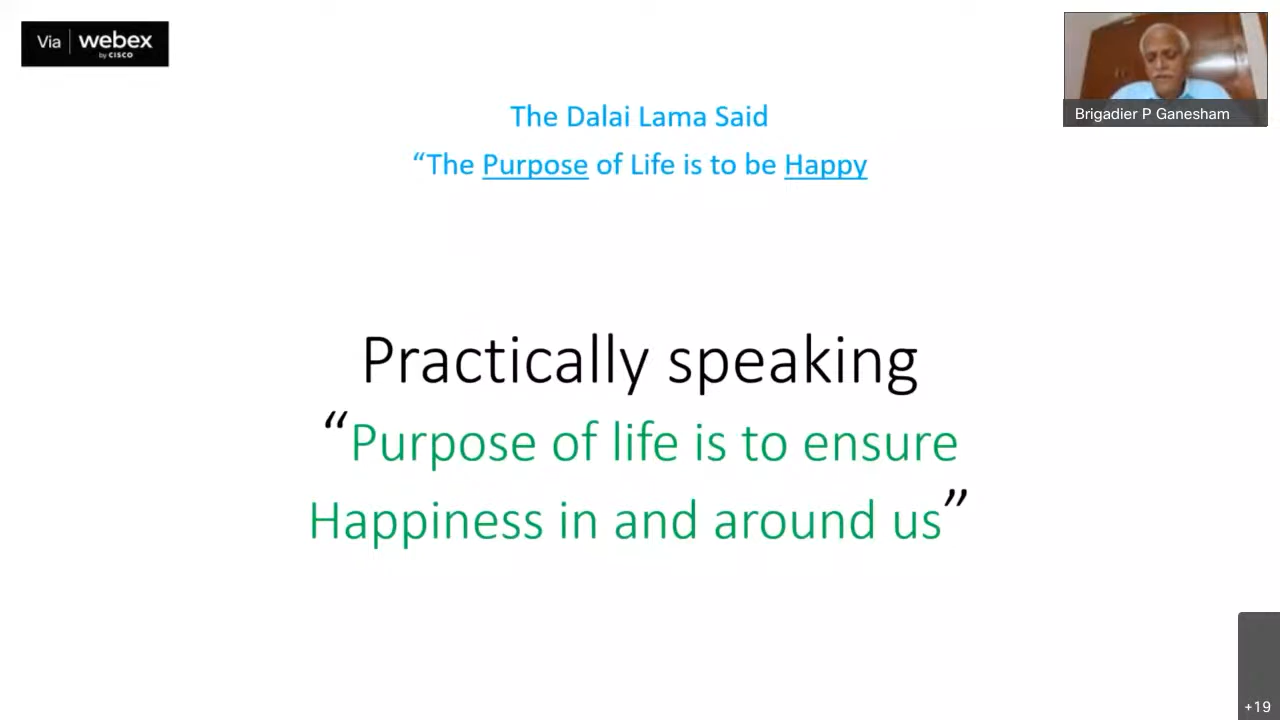 Via webex
by CISCO
Brigadier P Ganesham
The Dalai Lama Said
“The Purpose of Life is to be Happy
Practically speaking
“Purpose of life is to ensure
Happiness in and around us”
+19